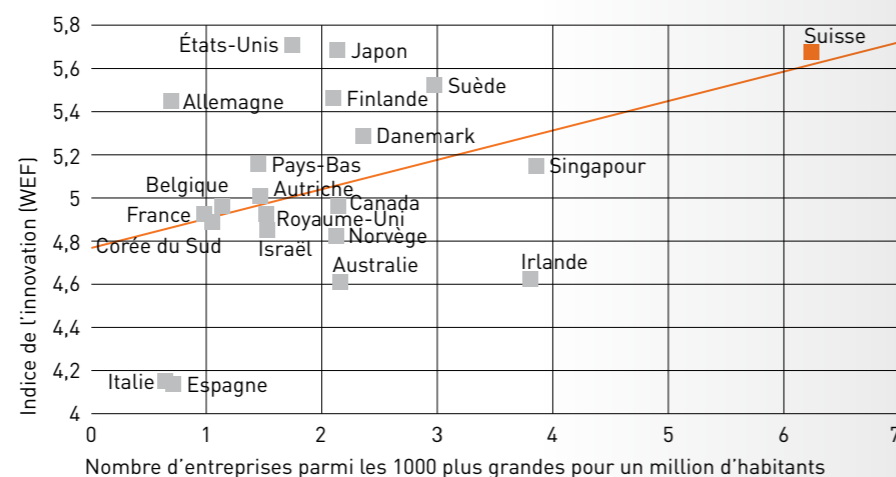 5,8
5,6
5,4
5,2
5
4,8
4,6
4,4
4,2
4
Indice de l’innovation (WEF)
États-Unis
Japon
Suisse
Suède
Allemagne
Finlande
Danemark
Pays-Bas
Singapour
Belgique
Autriche
France
Canada
Royaume-Uni
Corée du Sud
Israël
Norvège
Australie
Irlande
Italie
Espagne
0 1 2 3 4 5 6 7
Nombre d’entreprises parmi les 1000 plus grandes pour un million d’habitants